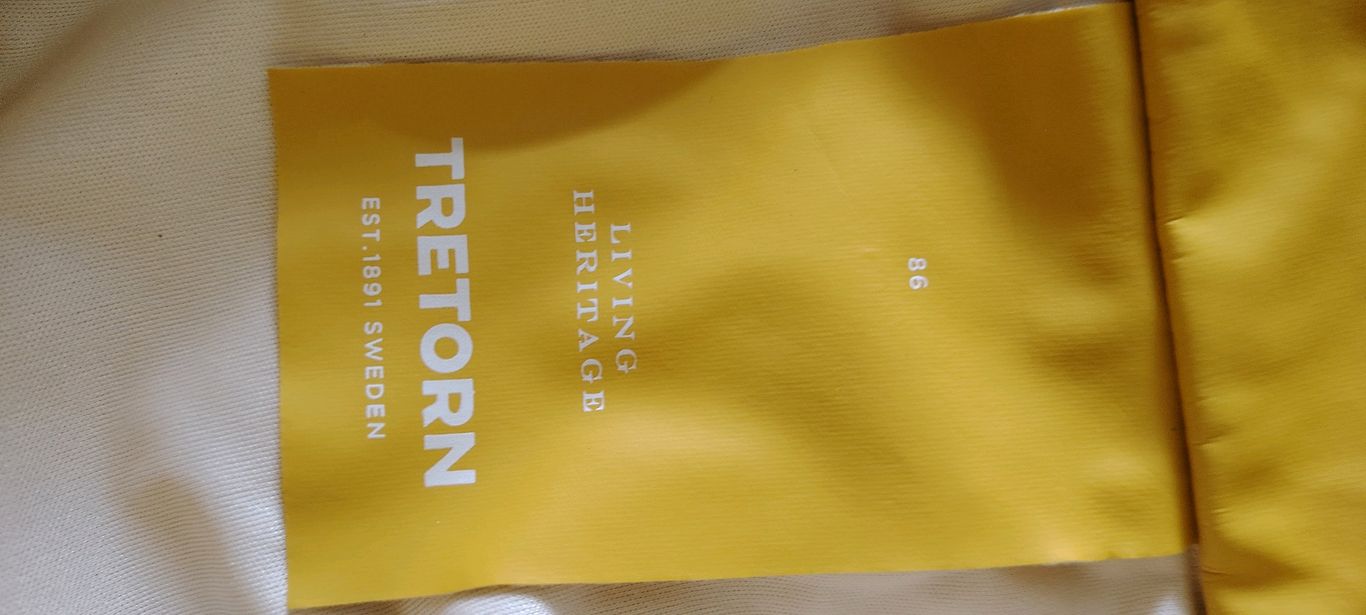 86
LIVING
HERITAGE
TRETORN
EST.1891 SWEDEN